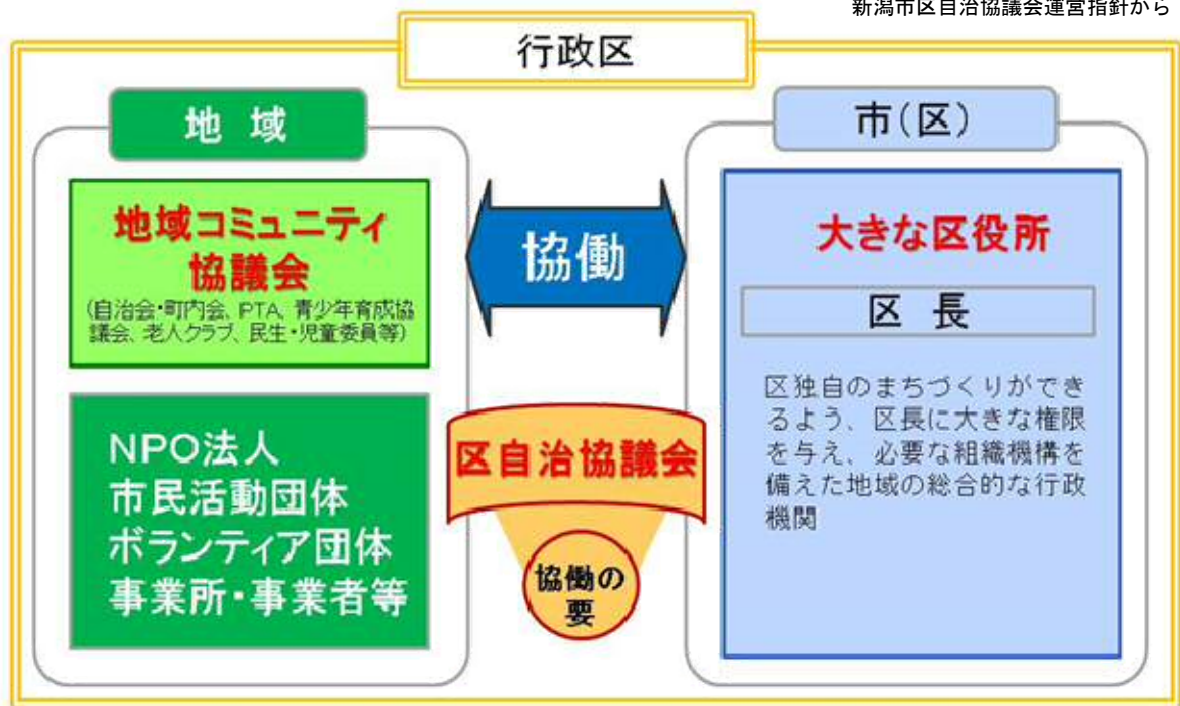 新潟市区自治協議会運営指針から
行政区
地 域
地域コミュニティ
協議会
(自治会・町内会、PTA、青少年育成協
議会、老人クラブ、民生・児童委員等)
NPO法人
市民活動団体
ボランティア団体
事業所・事業者等
協働
区自治協議会
協働の
要
市(区)
大きな区役所
区 長
区独自のまちづくりができ
るよう、区長に大きな権限
を与え、必要な組織機構を
備えた地域の総合的な行政
機関